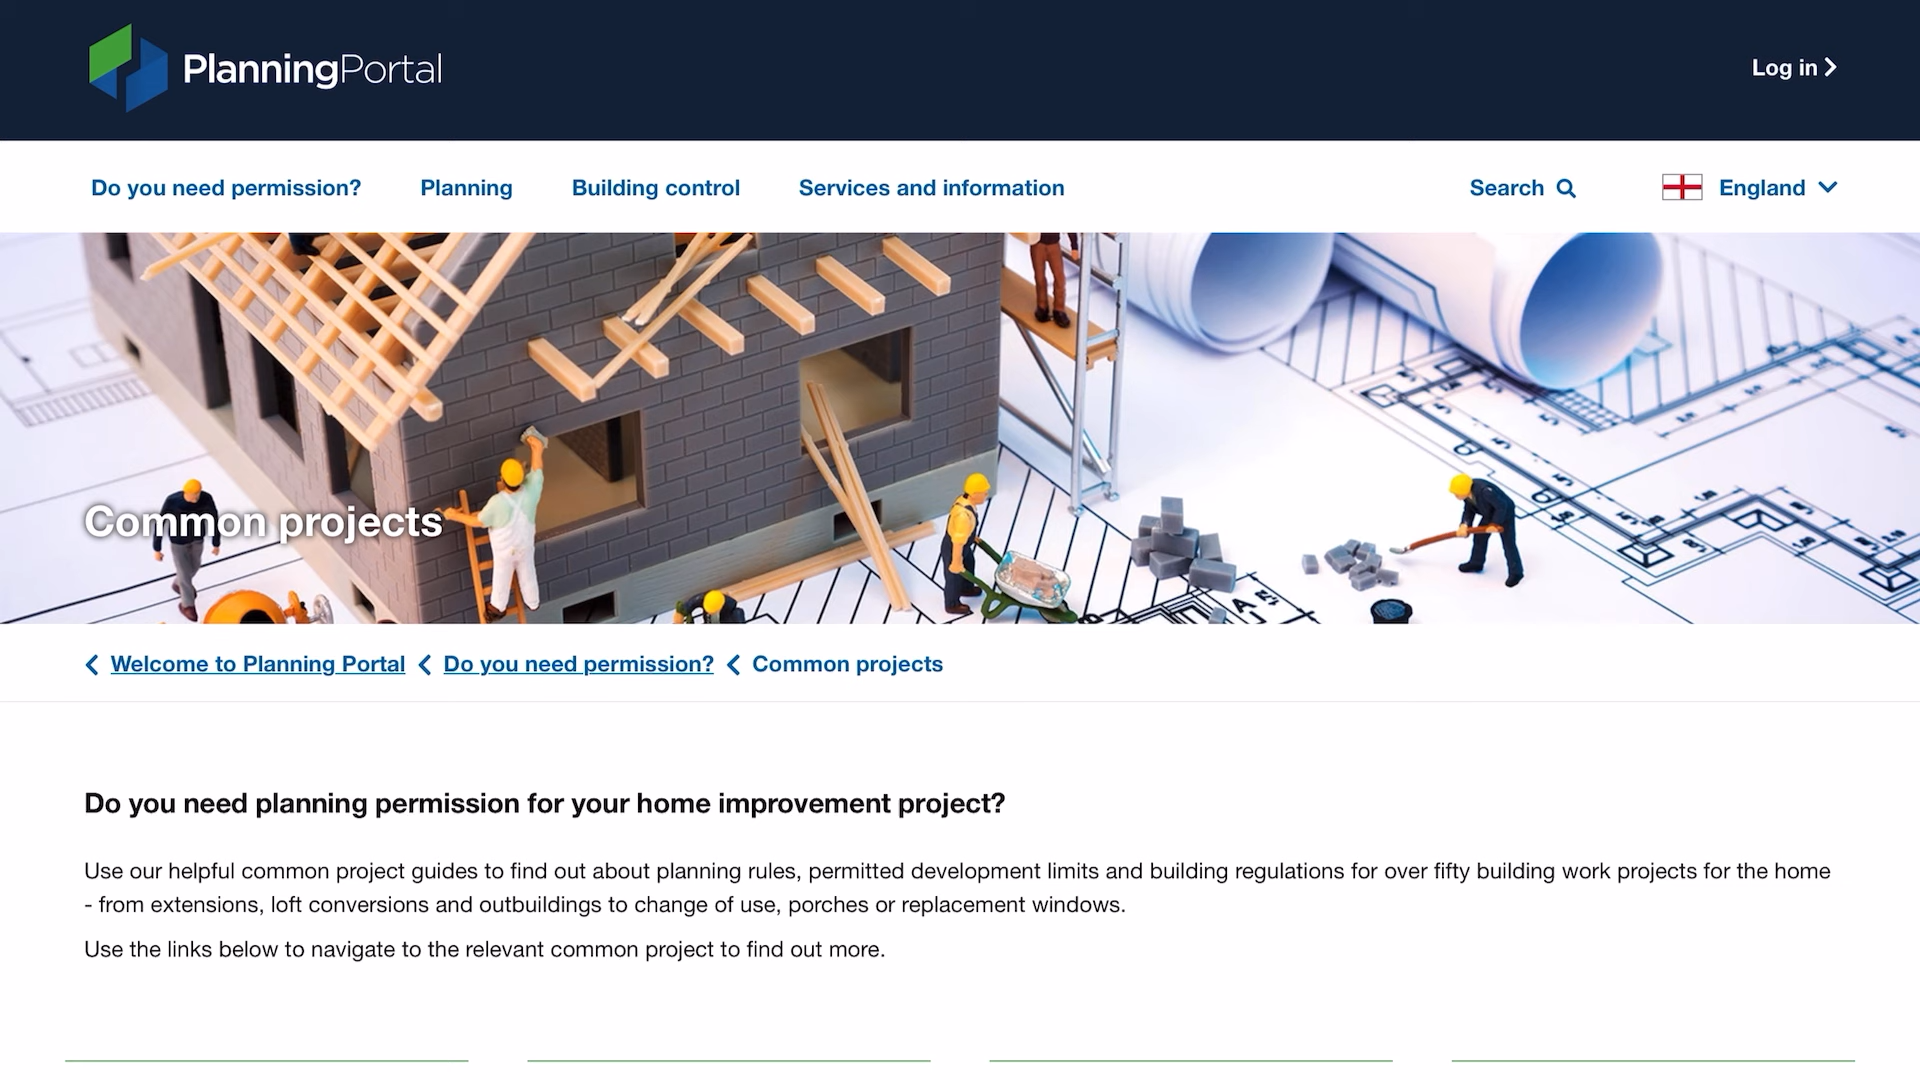 PlanningPortal
Log in
Do you need permission?
Planning
Building control
Services and information
Search
England
Common projects
Welcome to Planning Portal
Do you need permission?
Common projects
Do you need planning permission for your home improvement project?
Use our helpful common project guides to find out about planning rules, permitted development limits and building regulations for over fifty building work projects for the home
- from extensions, loft conversions and outbuildings to change of use, porches or replacement windows.
Use the links below to navigate to the relevant common project to find out more.